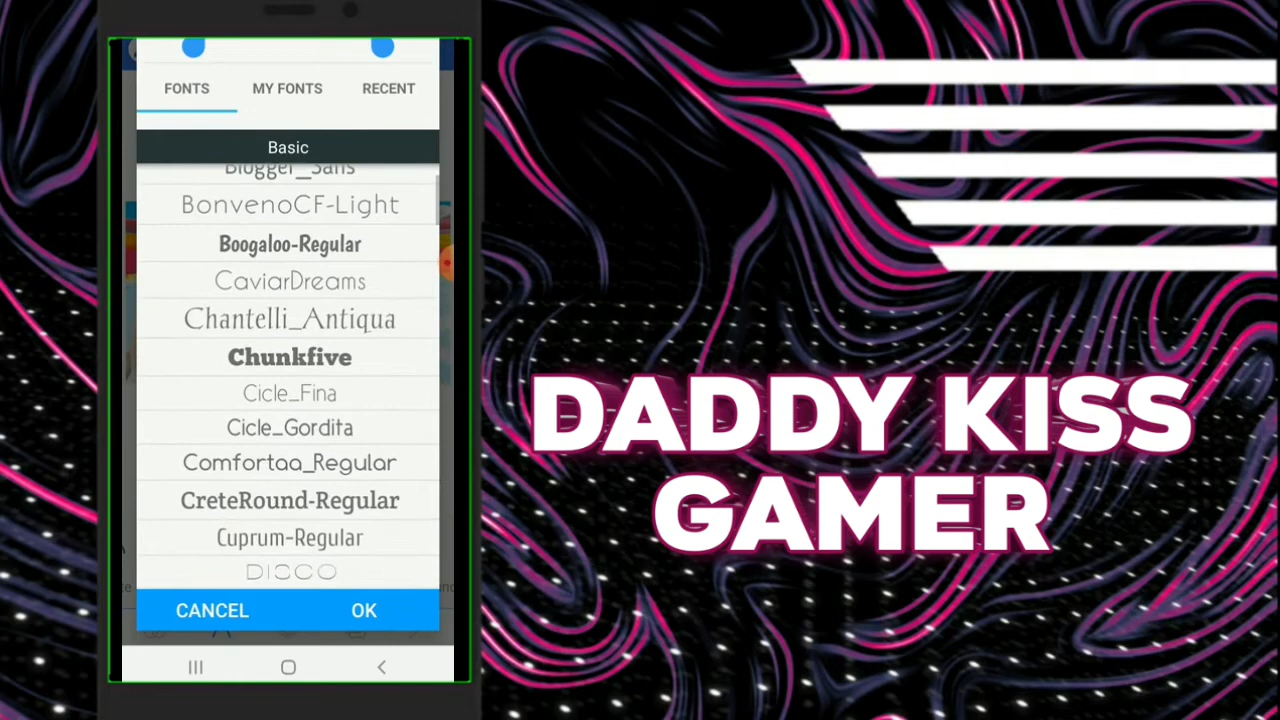 FONTS
MY FONTS
RECENT
Basic
Blogger_Sans
BonvenoCF-Light
Boogaloo-Regular
CaviarDreams
Chantelli_Antiqua
Chunkfive
Cicle_Fina
Cicle_Gordita
Comfortaa_Regular
CreteRound-Regular
Cuprum-Regular
DISCO
CANCEL
OK
DADDY KISS
GAMER